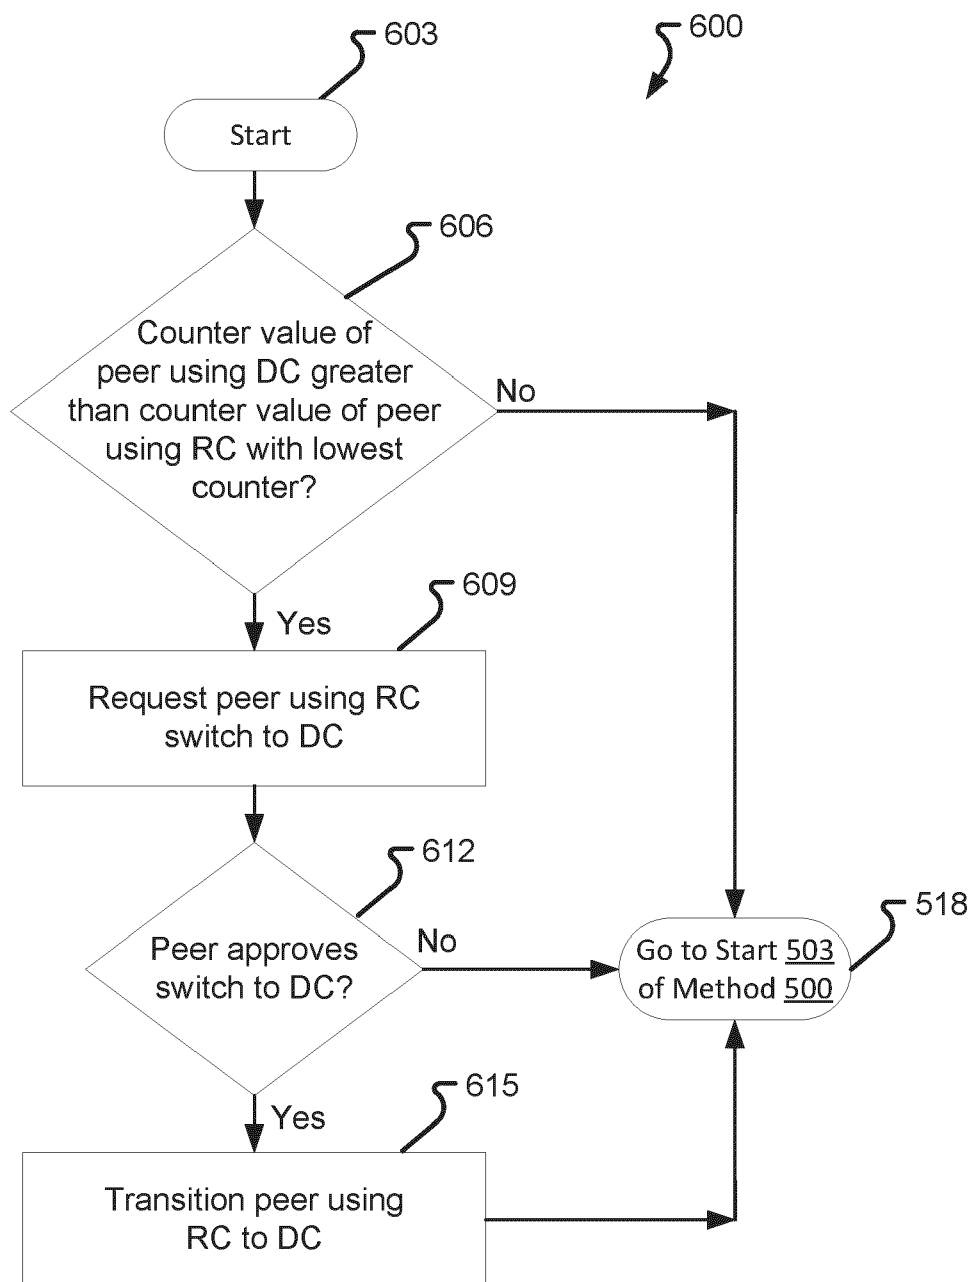 603
600
Start
606
Counter value of
peer using DC greater
than counter value of peer
using RC with lowest
counter?
No
609
Yes
Request peer using RC
switch to DC
612
518
No
Peer approves
switch to DC?
Go to Start 503
of Method 500
615
Yes
Transition peer using
RC to DC